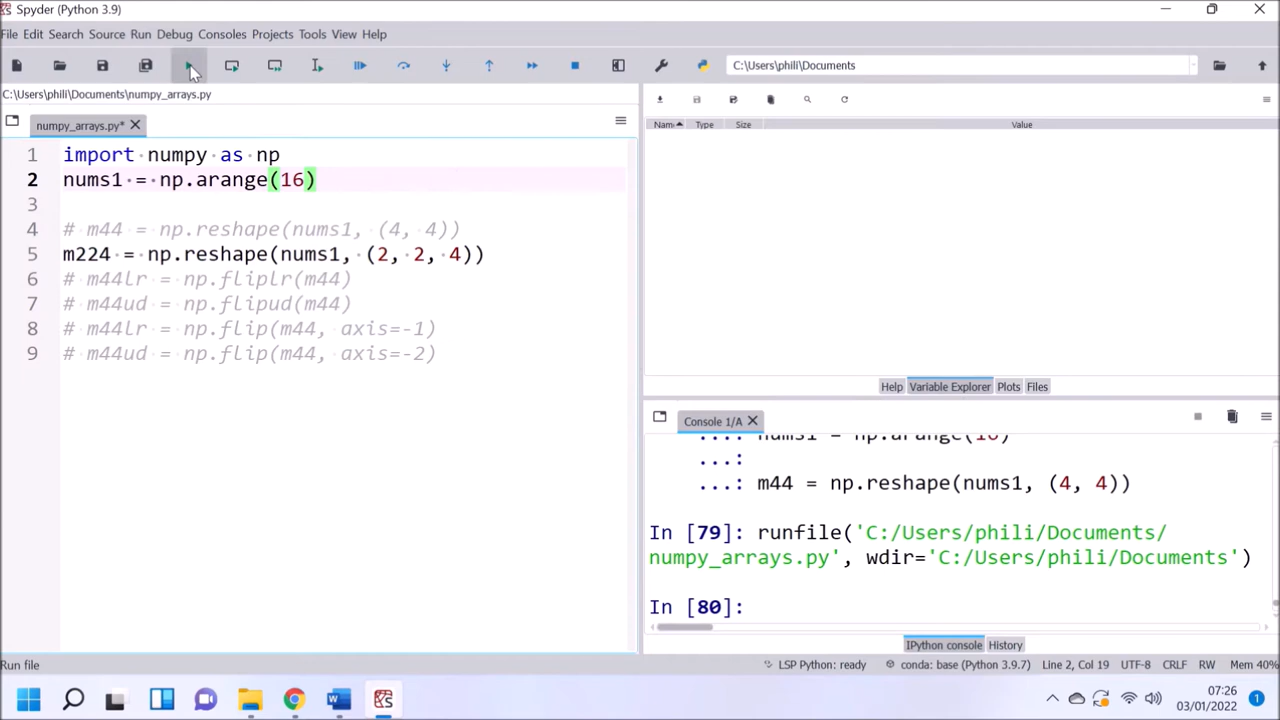 Spyder (Python 3.9)
File Edit Search Source Run Debug Consoles Projects Tools View Help
C:\Users\phili\Documents
C:\Users\phili\Documents\numpy_arrays.py
numpy_arrays.py*
Name Type Size Value
1 import numpy as np
2 nums1 = np.arange(16)
3
4 # m44 = np.reshape(nums1, (4, 4))
5 m224 = np.reshape(nums1, (2, 2, 4))
6 # m44lr = np.fliplr(m44)
7 # m44ud = np.flipud(m44)
8 # m44lr = np.flip(m44, axis=-1)
9 # m44ud = np.flip(m44, axis=-2)
Help Variable Explorer Plots Files
Console 1/A
...: nums1 = np.arange(16)
...:
...: m44 = np.reshape(nums1, (4, 4))
In [79]: runfile('C:/Users/phili/Documents/
numpy_arrays.py', wdir='C:/Users/phili/Documents')
In [80]:
IPython console History
Run file
LSP Python: ready conda: base (Python 3.9.7) Line 2, Col 19 UTF-8 CRLF RW Mem 40%
07:26
03/01/2022
1